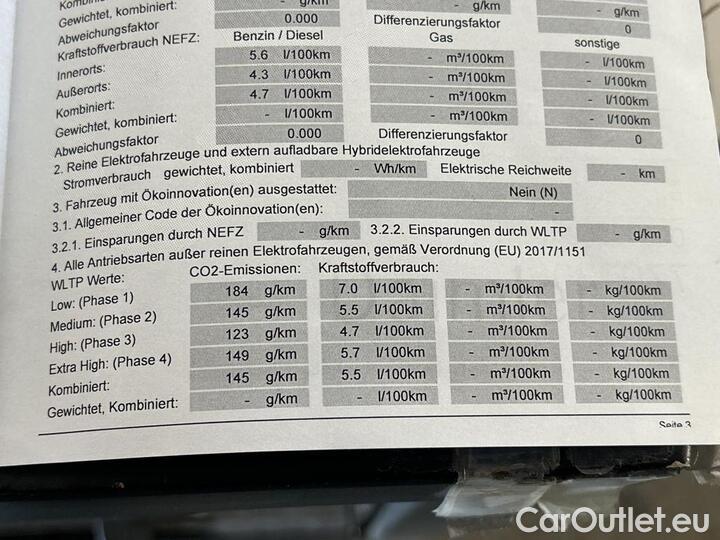 Kombiniert: - g/km - g/km
Gewichtet, kombiniert: - g/km
Abweichungsfaktor 0.000 Differenzierungsfaktor 0
Kraftstoffverbrauch NEFZ: Benzin / Diesel Gas sonstige
Innerorts: 5.6 l/100km - m³/100km - l/100km
Außerorts: 4.3 l/100km - m³/100km - l/100km
Kombiniert: 4.7 l/100km - m³/100km - l/100km
Gewichtet, kombiniert: - l/100km - m³/100km - l/100km
Abweichungsfaktor 0.000 Differenzierungsfaktor 0
2. Reine Elektrofahrzeuge und extern aufladbare Hybridelektrofahrzeuge
Stromverbrauch gewichtet, kombiniert - Wh/km Elektrische Reichweite - km
3. Fahrzeug mit Ökoinnovation(en) ausgestattet: Nein (N)
3.1. Allgemeiner Code der Ökoinnovation(en): -
3.2.1. Einsparungen durch NEFZ - g/km 3.2.2. Einsparungen durch WLTP - g/km
4. Alle Antriebsarten außer reinen Elektrofahrzeugen, gemäß Verordnung (EU) 2017/1151
WLTP Werte: CO2-Emissionen: Kraftstoffverbrauch:
Low: (Phase 1) 184 g/km 7.0 l/100km - m³/100km - kg/100km
Medium: (Phase 2) 145 g/km 5.5 l/100km - m³/100km - kg/100km
High: (Phase 3) 123 g/km 4.7 l/100km - m³/100km - kg/100km
Extra High: (Phase 4) 149 g/km 5.7 l/100km - m³/100km - kg/100km
Kombiniert: 145 g/km 5.5 l/100km - m³/100km - kg/100km
Gewichtet, Kombiniert: - g/km - l/100km - m³/100km - kg/100km
Seite 3
CarOutlet.eu